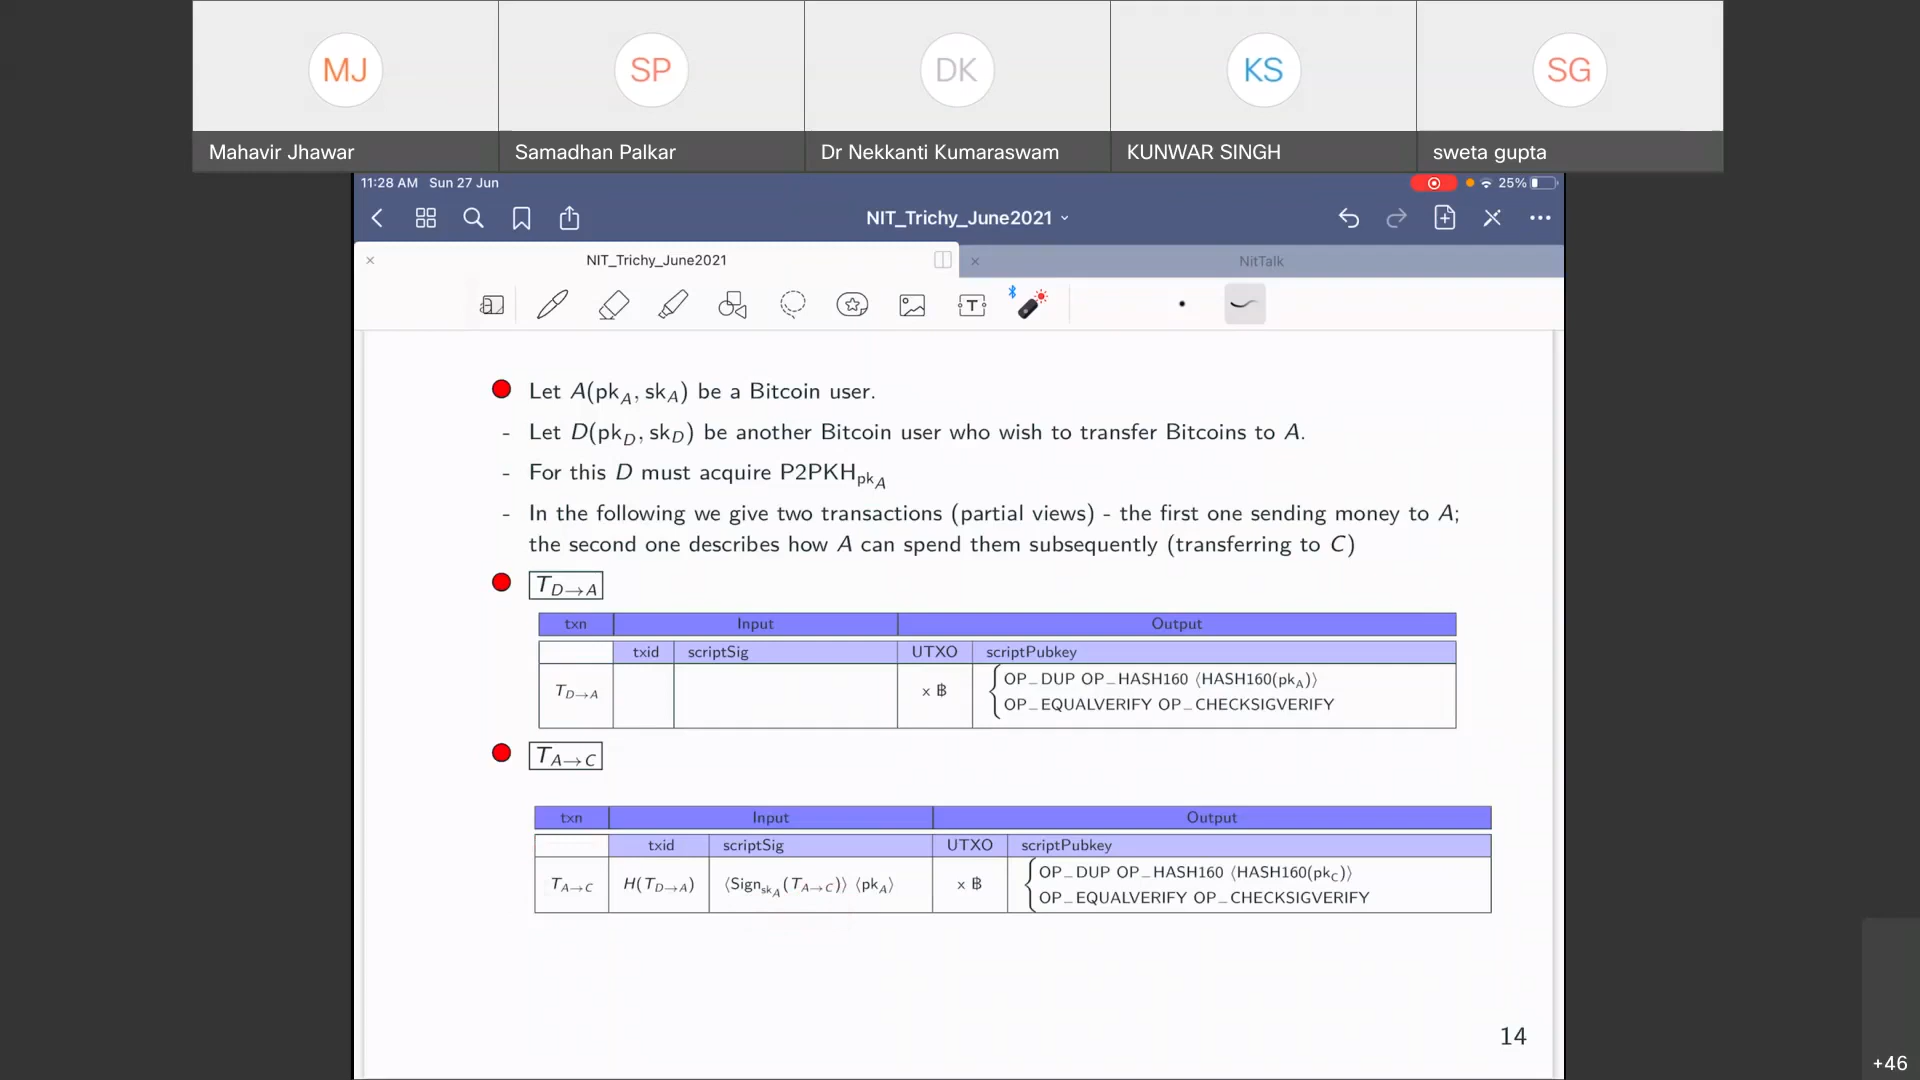 MJ SP DK KS SG
Mahavir Jhawar Samadhan Palkar Dr Nekkanti Kumaraswam KUNWAR SINGH sweta gupta
11:28 AM Sun 27 Jun 25%
NIT_Trichy_June2021
NIT_Trichy_June2021 NitTalk
Let A(pk_A, sk_A) be a Bitcoin user.
- Let D(pk_D, sk_D) be another Bitcoin user who wish to transfer Bitcoins to A.
- For this D must acquire P2PKH_pk_A
- In the following we give two transactions (partial views) - the first one sending money to A;
the second one describes how A can spend them subsequently (transferring to C)
T_D→A
txn Input Output
txid scriptSig UTXO scriptPubkey
T_D→A x ₿ OP_DUP OP_HASH160 ⟨HASH160(pk_A)⟩
OP_EQUALVERIFY OP_CHECKSIGVERIFY
T_A→C
txn Input Output
txid scriptSig UTXO scriptPubkey
T_A→C H(T_D→A) ⟨Sign_sk_A(T_A→C)⟩ ⟨pk_A⟩ x ₿ OP_DUP OP_HASH160 ⟨HASH160(pk_C)⟩
OP_EQUALVERIFY OP_CHECKSIGVERIFY
14
+46